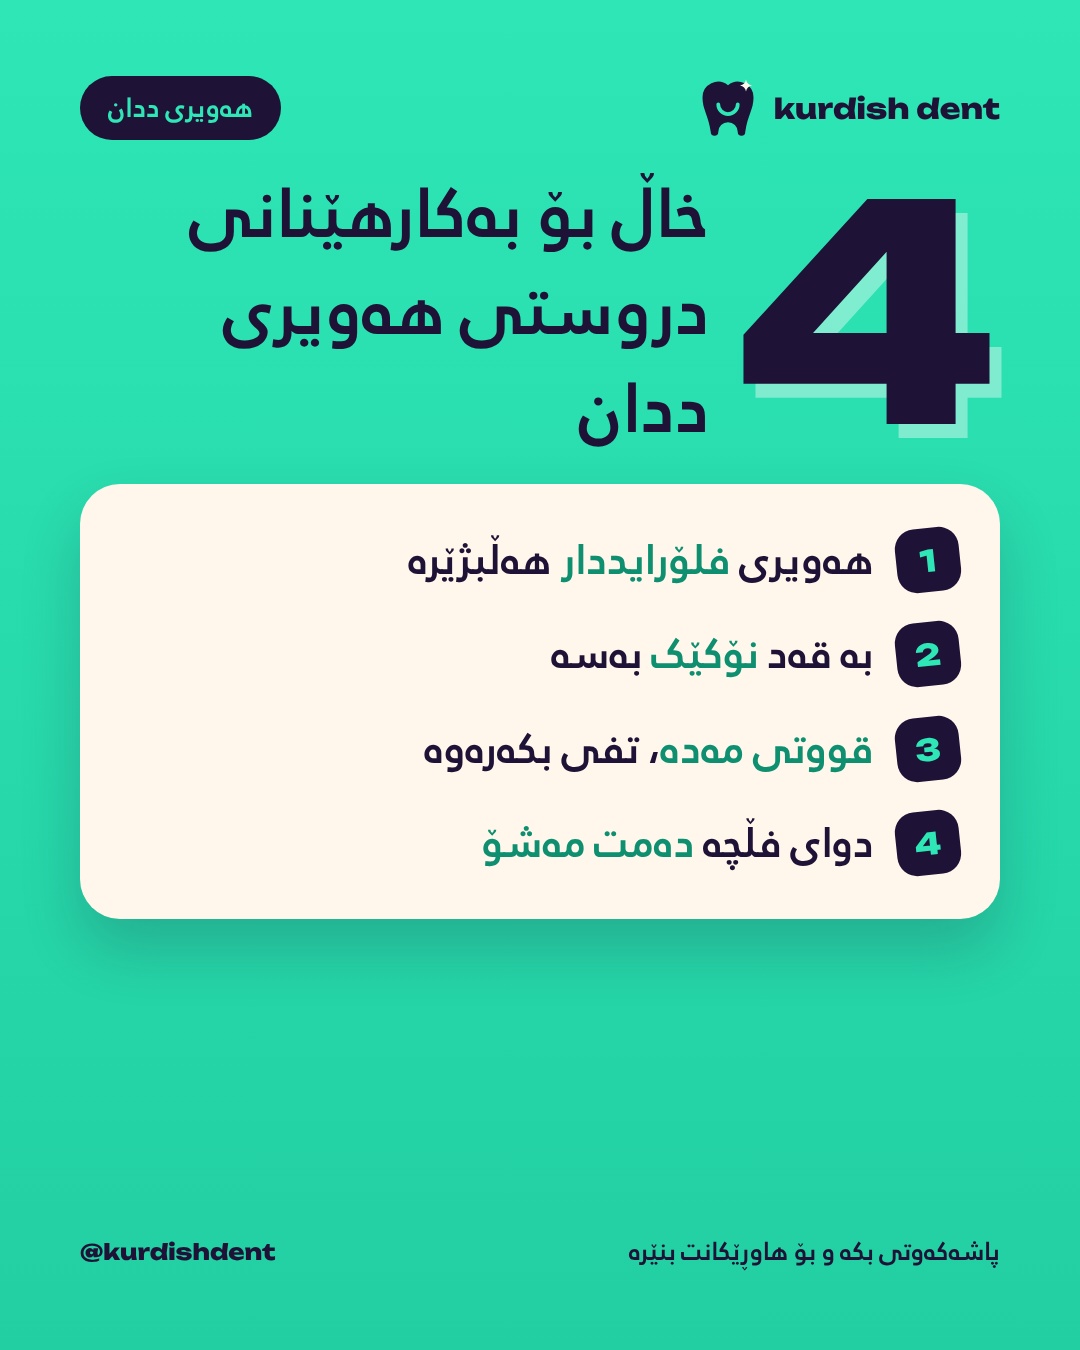 kurdish dent
هەویری ددان
4
خاڵ بۆ بەکارهێنانی
دروستی هەویری
ددان
1 هەویری فلۆرایددار هەڵبژێرە
2 بە قەد نۆکێک بەسە
3 قووتی مەدە، تفی بکەرەوە
4 دوای فڵچە دەمت مەشۆ
پاشەکەوتی بکە و بۆ هاوڕێکانت بنێرە
@kurdishdent